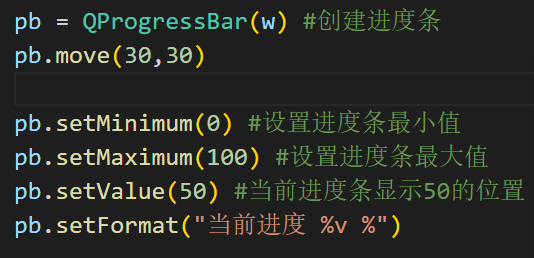 pb = QProgressBar(w) #创建进度条
pb.move(30,30)
pb.setMinimum(0) #设置进度条最小值
pb.setMaximum(100) #设置进度条最大值
pb.setValue(50) #当前进度条显示50的位置
pb.setFormat("当前进度 %v %")